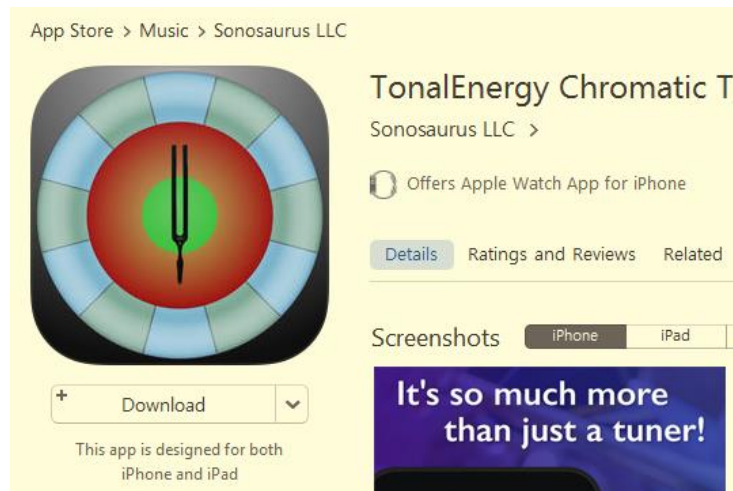 App Store > Music > Sonosaurus LLC
TonalEnergy Chromatic T
Sonosaurus LLC >
Offers Apple Watch App for iPhone
Details Ratings and Reviews Related
Screenshots iPhone iPad
+ Download
This app is designed for both
iPhone and iPad
It's so much more
than just a tuner!